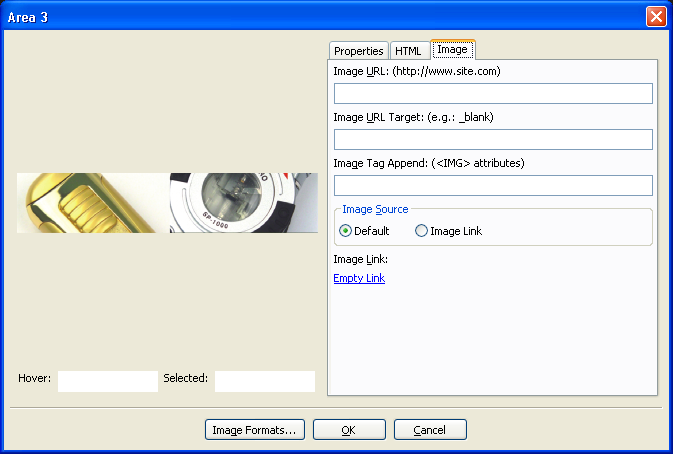 Area 3
Properties HTML Image
Image URL: (http://www.site.com)
Image URL Target: (e.g.: _blank)
Image Tag Append: (<IMG> attributes)
Image Source
Default Image Link
Image Link:
Empty Link
SP-1000
Hover: Selected:
Image Formats... OK Cancel